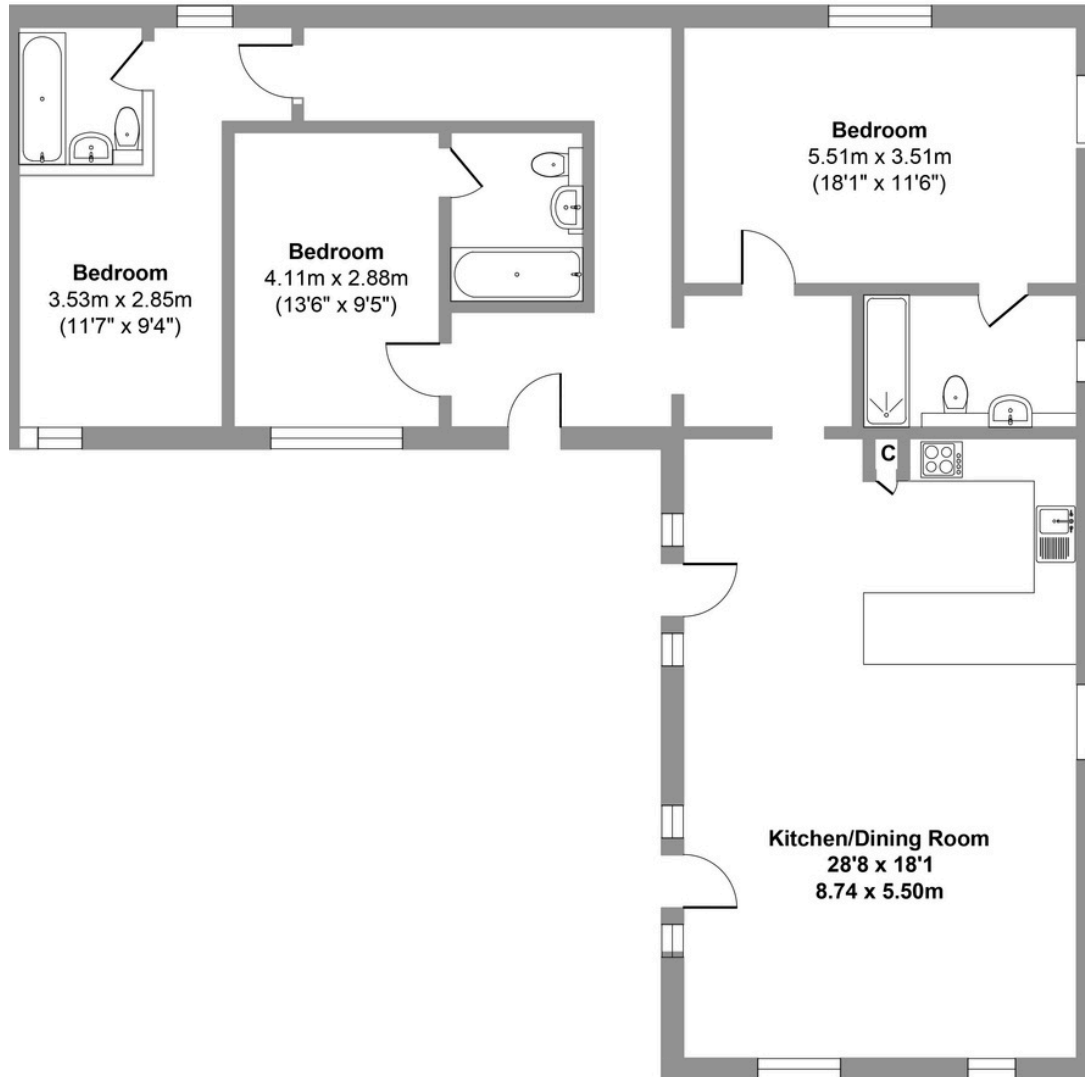 Bedroom
5.51m x 3.51m
(18'1" x 11'6")
Bedroom
3.53m x 2.85m
(11'7" x 9'4")
Bedroom
4.11m x 2.88m
(13'6" x 9'5")
C
Kitchen/Dining Room
28'8 x 18'1
8.74 x 5.50m